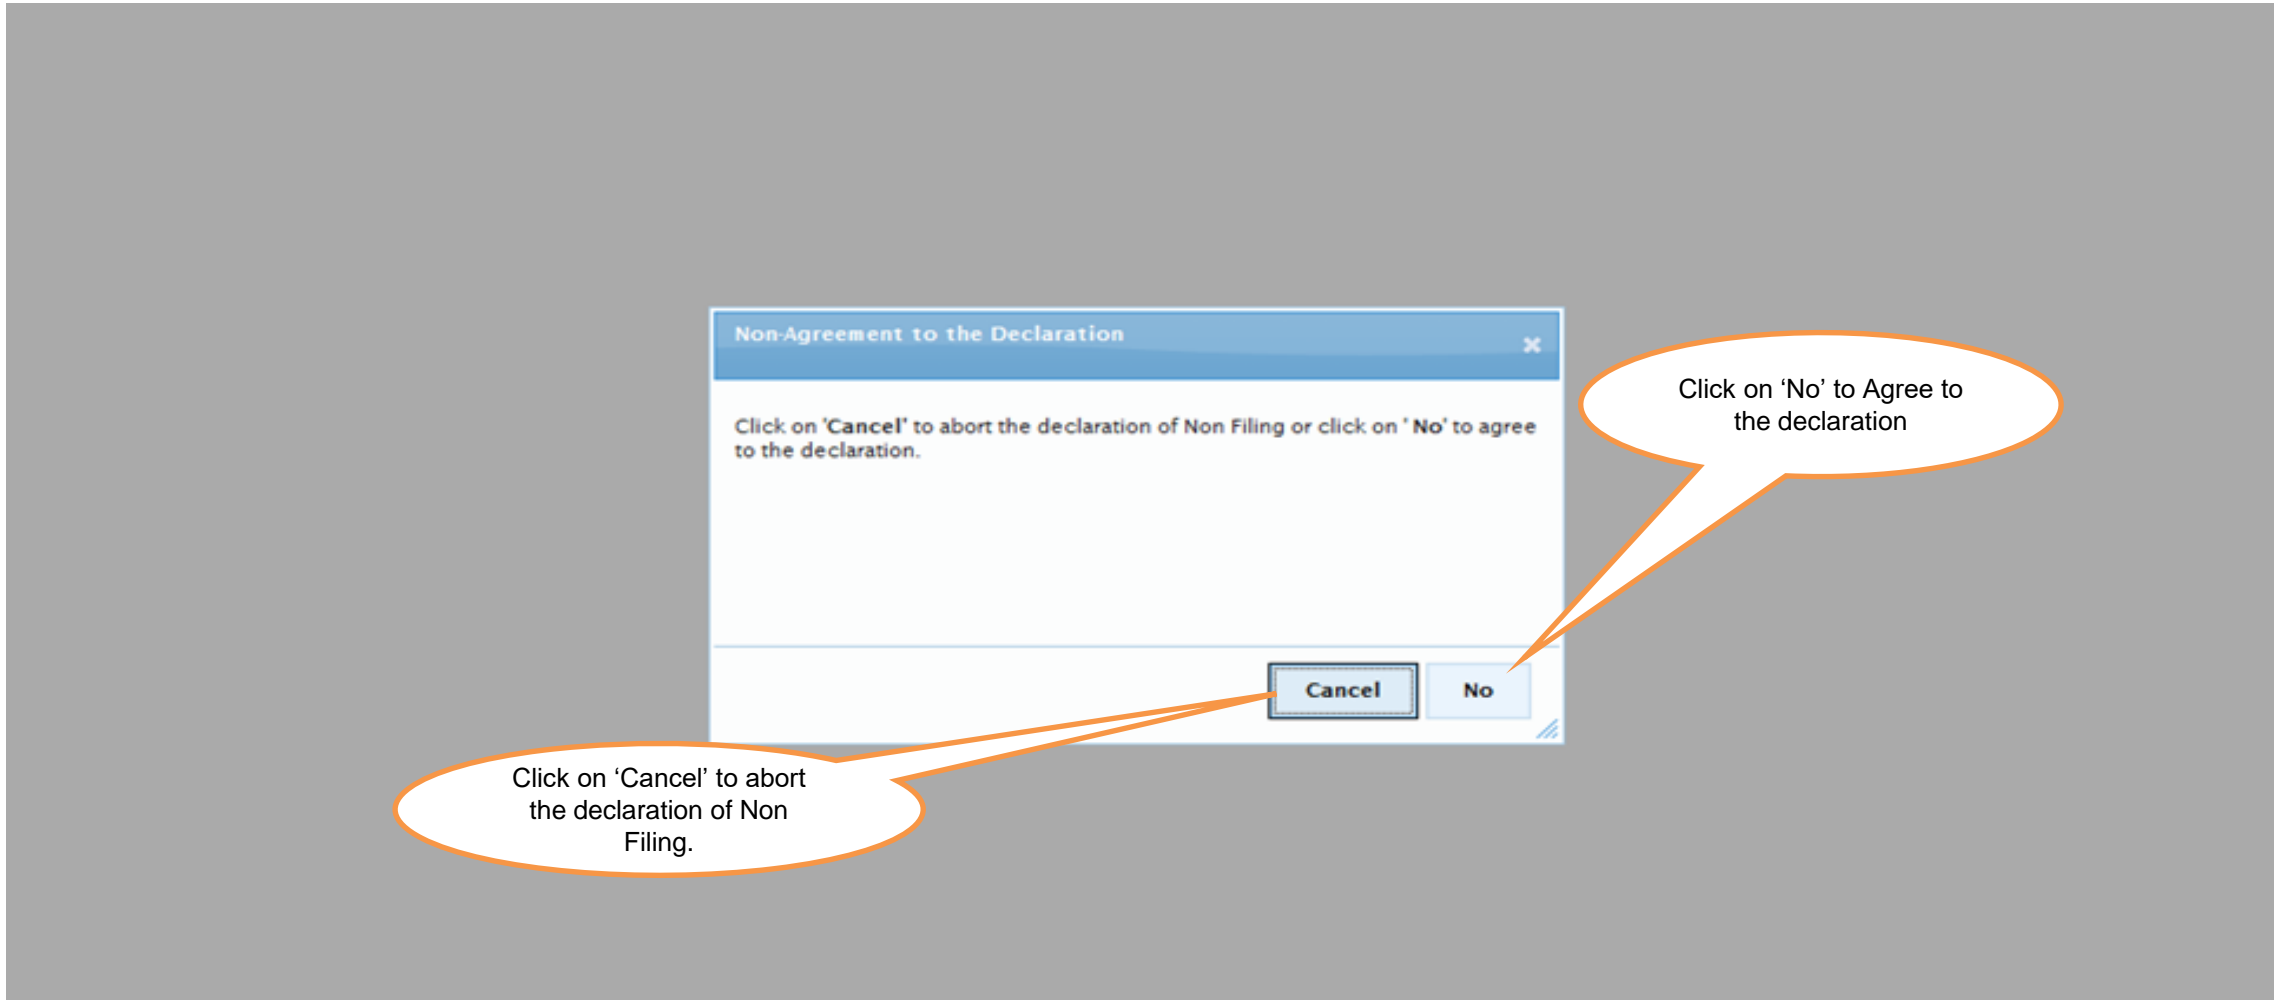 Non-Agreement to the Declaration
Click on 'Cancel' to abort the declaration of Non Filing or click on ' No' to agree
to the declaration.
Click on ‘No’ to Agree to
the declaration
Cancel
No
Click on ‘Cancel’ to abort
the declaration of Non
Filing.